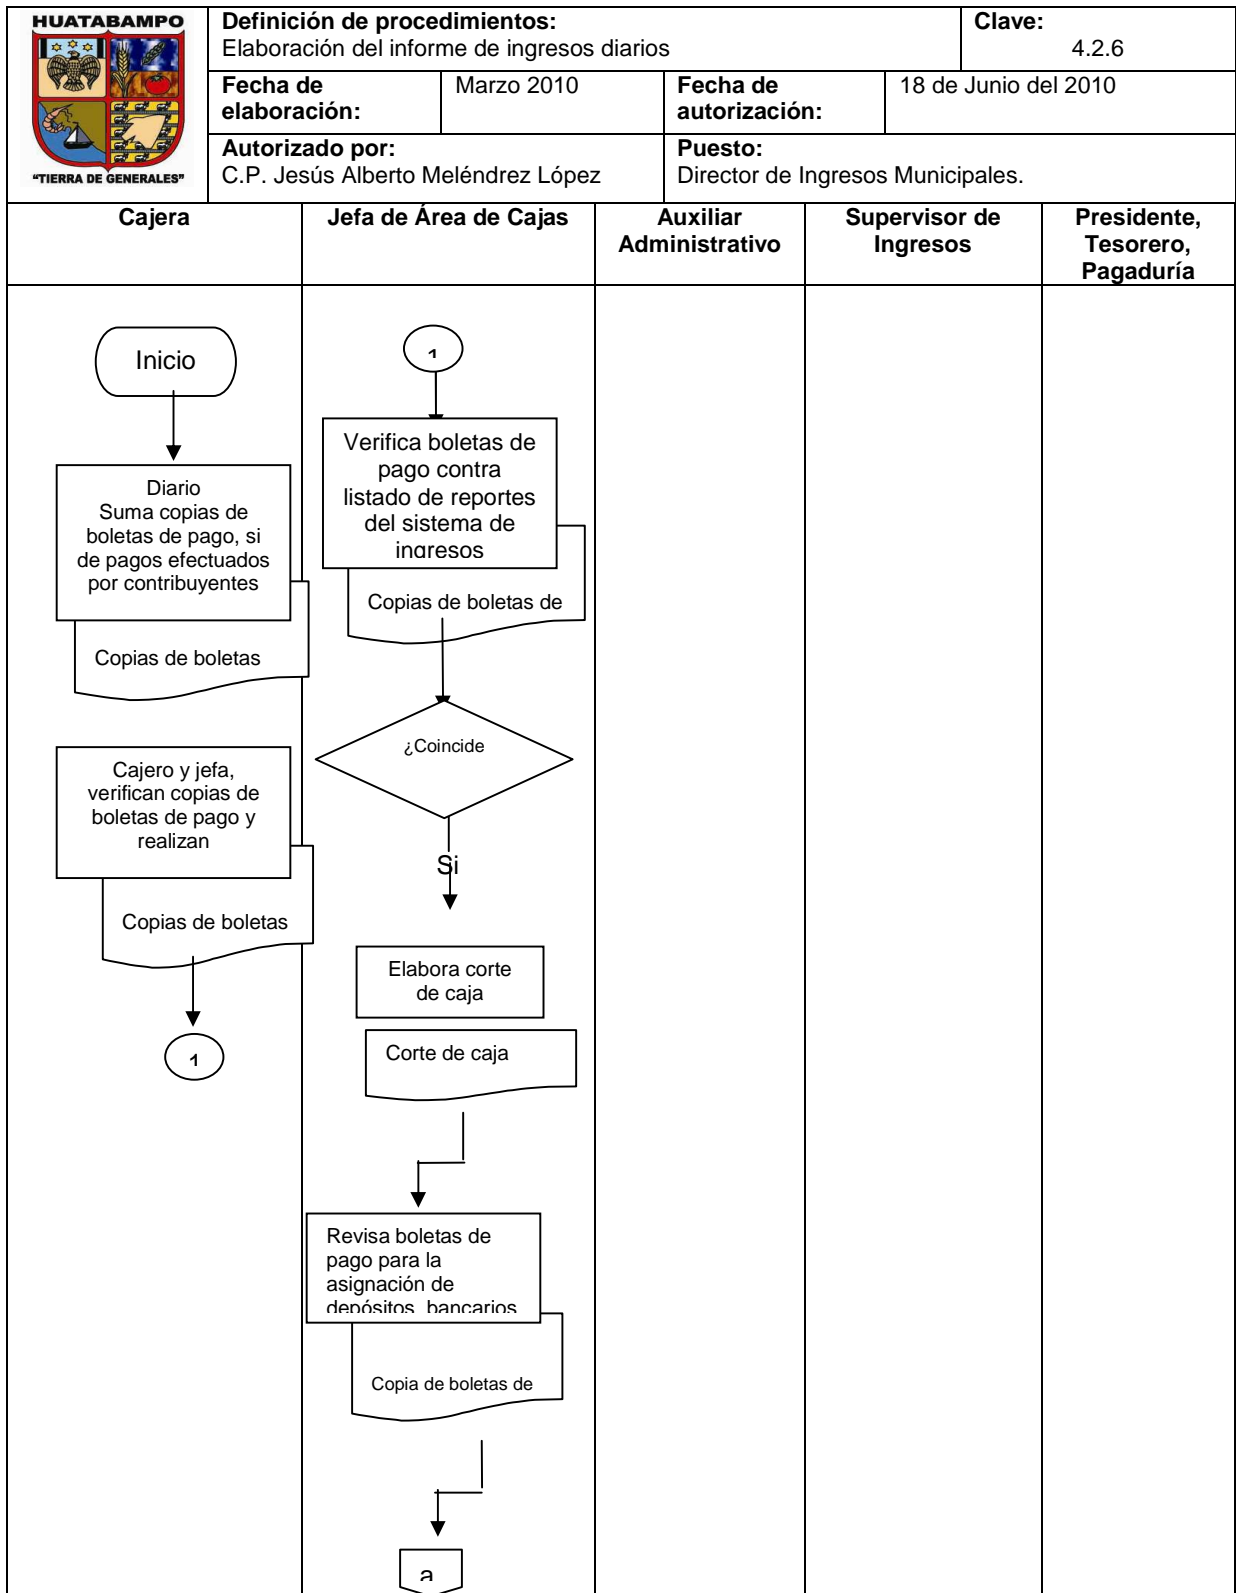 HUATABAMPO
"TIERRA DE GENERALES"
Definición de procedimientos:
Elaboración del informe de ingresos diarios
Clave:
4.2.6
Fecha de
elaboración:
Marzo 2010
Fecha de
autorización:
18 de Junio del 2010
Autorizado por:
C.P. Jesús Alberto Meléndrez López
Puesto:
Director de Ingresos Municipales.
Cajera
Jefa de Área de Cajas
Auxiliar
Administrativo
Supervisor de
Ingresos
Presidente,
Tesorero,
Pagaduría
Inicio
Diario
Suma copias de
boletas de pago, si
de pagos efectuados
por contribuyentes
Copias de boletas
Cajero y jefa,
verifican copias de
boletas de pago y
realizan
Copias de boletas
1
1
Verifica boletas de
pago contra
listado de reportes
del sistema de
ingresos
Copias de boletas de
¿Coincide
Si
Elabora corte
de caja
Corte de caja
Revisa boletas de
pago para la
asignación de
depósitos bancarios
Copia de boletas de
a